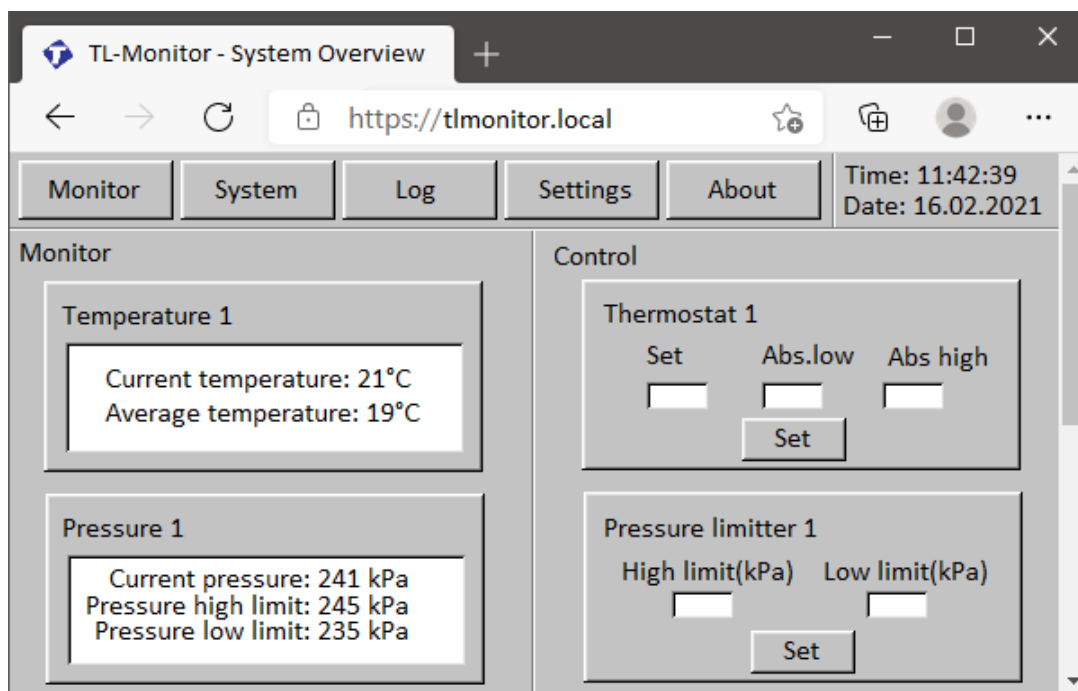 TL-Monitor - System Overview
https://tlmonitor.local
Monitor System Log Settings About
Time: 11:42:39
Date: 16.02.2021
Monitor
Temperature 1
Current temperature: 21°C
Average temperature: 19°C
Pressure 1
Current pressure: 241 kPa
Pressure high limit: 245 kPa
Pressure low limit: 235 kPa
Control
Thermostat 1
Set Abs.low Abs high
Set
Pressure limitter 1
High limit(kPa) Low limit(kPa)
Set